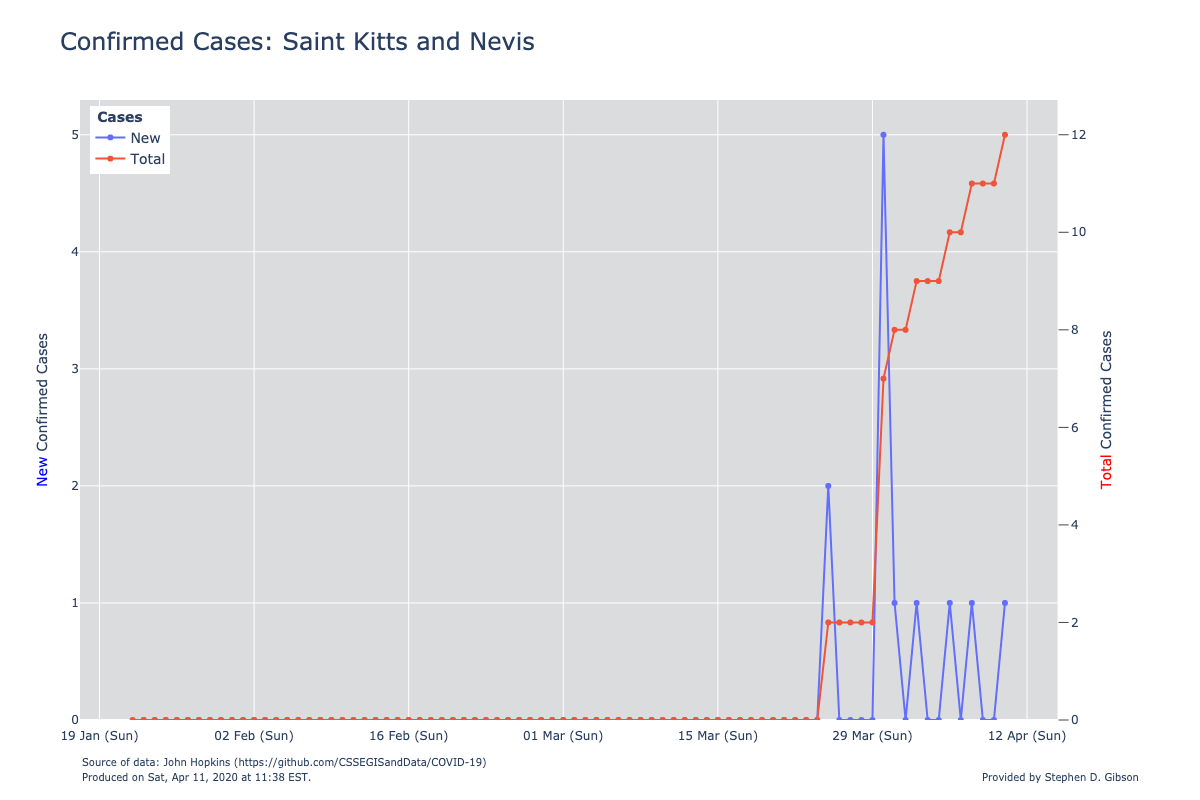 Confirmed Cases: Saint Kitts and Nevis
Cases
New
Total
5
4
3
2
1
0
New Confirmed Cases
12
10
8
6
4
2
0
Total Confirmed Cases
19 Jan (Sun)
02 Feb (Sun)
16 Feb (Sun)
01 Mar (Sun)
15 Mar (Sun)
29 Mar (Sun)
12 Apr (Sun)
Source of data: John Hopkins (https://github.com/CSSEGISandData/COVID-19)
Produced on Sat, Apr 11, 2020 at 11:38 EST.
Provided by Stephen D. Gibson